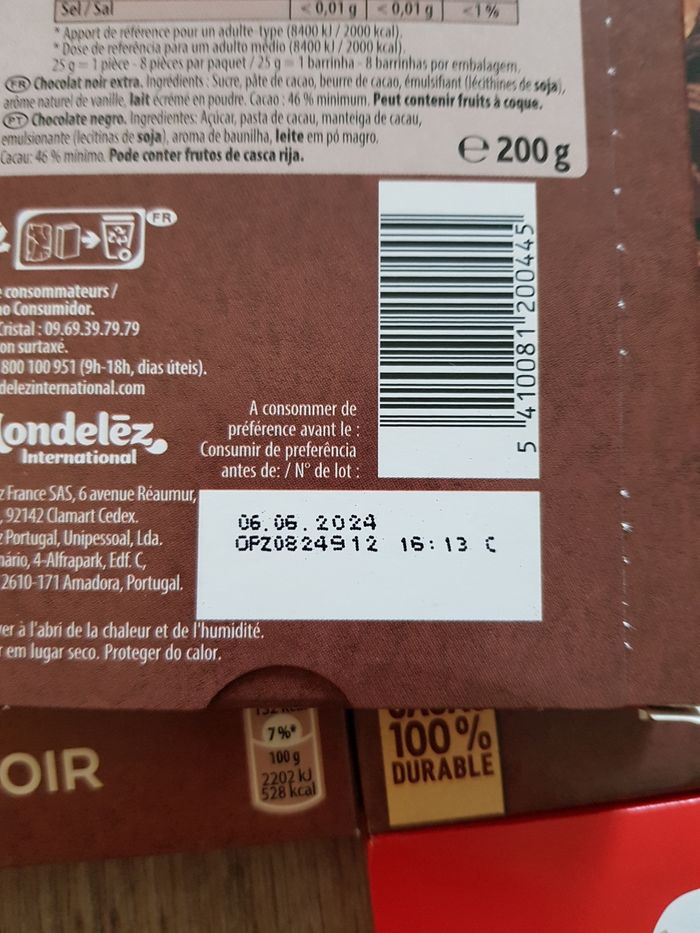 Sel / Sal < 0,01 g < 0,01 g <1 %
* Apport de référence pour un adulte type (8400 kJ / 2000 kcal).
* Dose de referência para um adulto médio (8400 kJ / 2000 kcal).
25 g = 1 pièce - 8 pièces par paquet / 25 g = 1 barrinha - 8 barrinhas por embalagem.
FR Chocolat noir extra. Ingrédients : Sucre, pâte de cacao, beurre de cacao, émulsifiant (lécithines de soja),
arôme naturel de vanille, lait écrémé en poudre. Cacao : 46 % minimum. Peut contenir fruits à coque.
PT Chocolate negro. Ingredientes: Açúcar, pasta de cacau, manteiga de cacau,
emulsionante (lecitinas de soja), aroma de baunilha, leite em pó magro.
Cacau: 46 % mínimo. Pode conter frutos de casca rija.
℮ 200 g
FR
consommateurs /
ao Consumidor.
Cristal : 09.69.39.79.79
on surtaxé.
800 100 951 (9h-18h, dias úteis).
delezinternational.com
ondelēz,
International
5 410081 200445
A consommer de
préférence avant le :
Consumir de preferência
antes de: / N° de lot :
z France SAS, 6 avenue Réaumur,
, 92142 Clamart Cedex.
z Portugal, Unipessoal, Lda.
nário, 4-Alfrapark, Edf. C,
2610-171 Amadora, Portugal.
06.06.2024
OPZ0824912 16:13 C
er à l'abri de la chaleur et de l'humidité.
r em lugar seco. Proteger do calor.
OIR
7 %*
100 g
2202 kJ
528 kcal
100 %
DURABLE